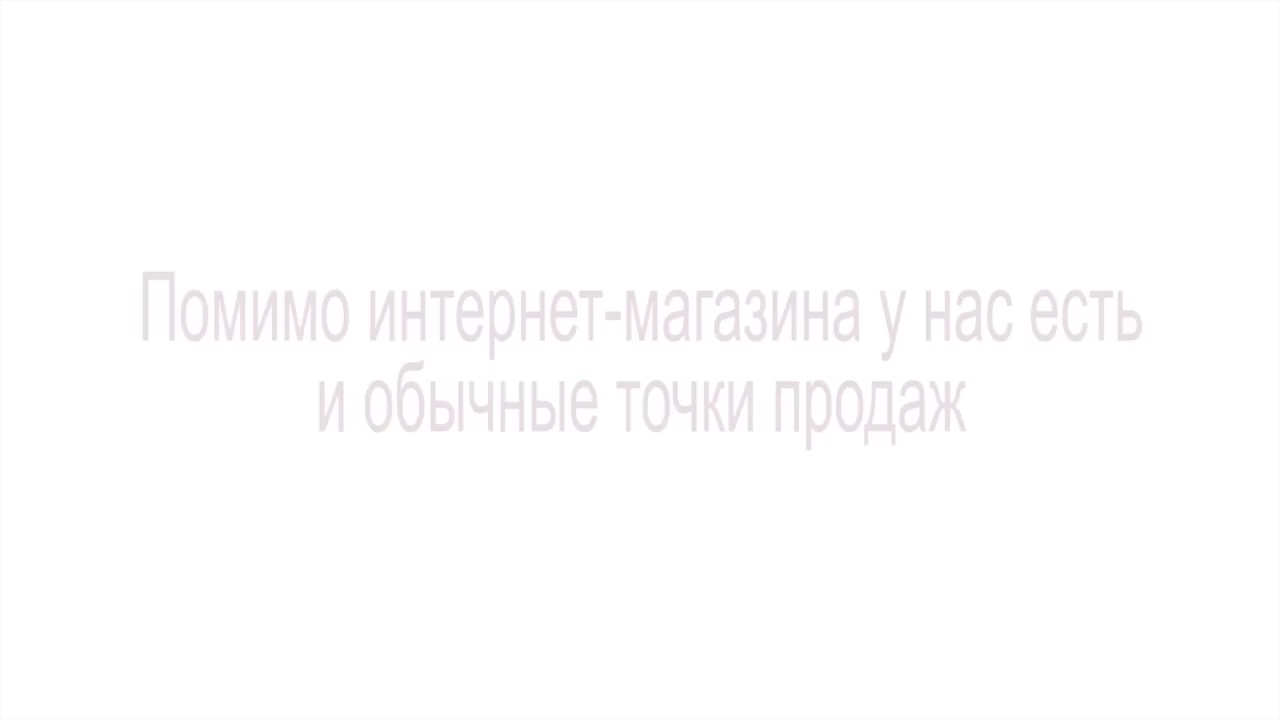 Помимо интернет-магазина у нас есть
и обычные точки продаж